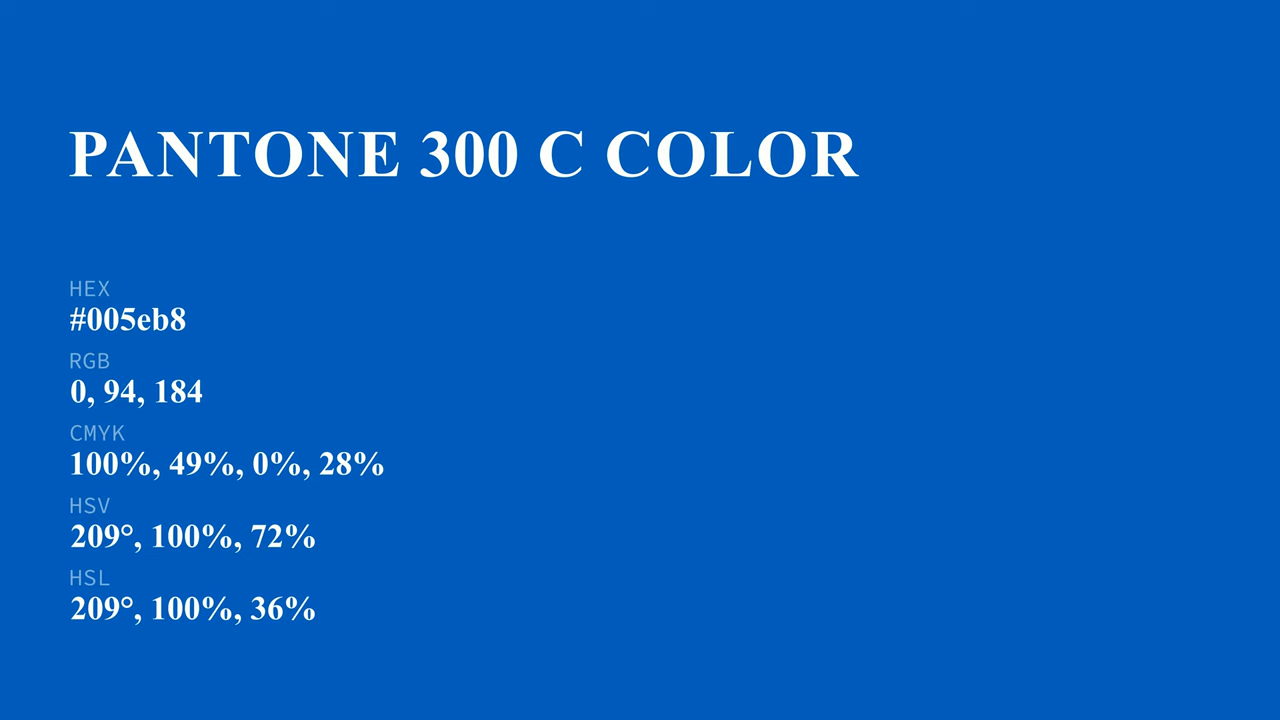 PANTONE 300 C COLOR
HEX
#005eb8
RGB
0, 94, 184
CMYK
100%, 49%, 0%, 28%
HSV
209°, 100%, 72%
HSL
209°, 100%, 36%